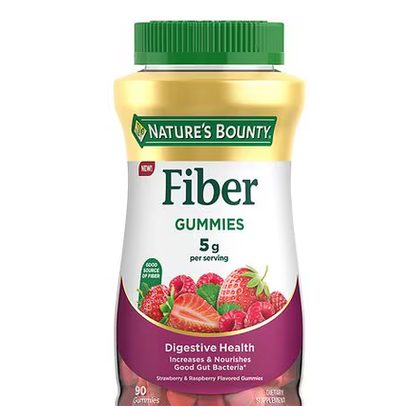 NATURE'S BOUNTY
NEW!
Fiber
GUMMIES
5 g
per serving
GOOD
SOURCE
OF FIBER
Digestive Health
Increases & Nourishes
Good Gut Bacteria*
Strawberry & Raspberry Flavored Gummies
90
Gummies
DIETARY
SUPPLEMENT